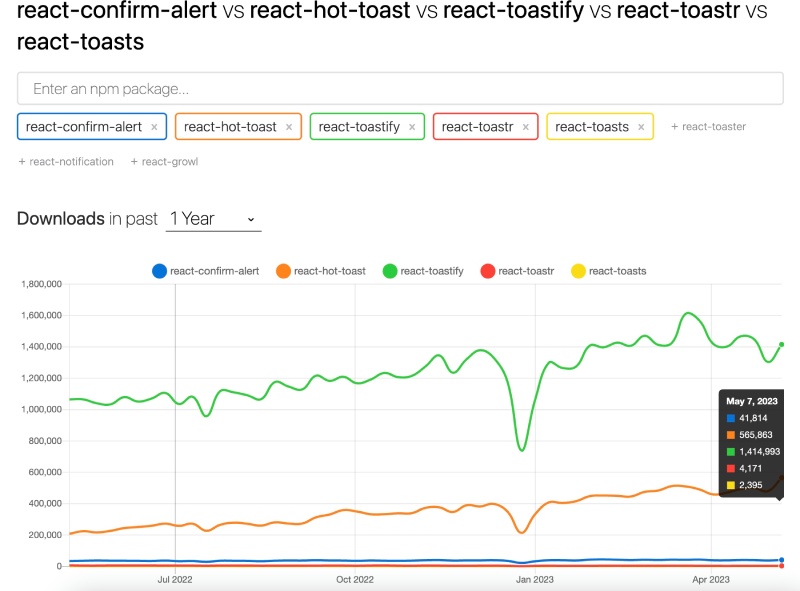 react-confirm-alert vs react-hot-toast vs react-toastify vs react-toastr vs
react-toasts
Enter an npm package...
react-confirm-alert × react-hot-toast × react-toastify × react-toastr × react-toasts × + react-toaster
+ react-notification + react-growl
Downloads in past 1 Year
react-confirm-alert react-hot-toast react-toastify react-toastr react-toasts
1,800,000
1,600,000
1,400,000
1,200,000
1,000,000
800,000
600,000
400,000
200,000
0
May 7, 2023
41,814
565,863
1,414,993
4,171
2,395
Jul 2022 Oct 2022 Jan 2023 Apr 2023